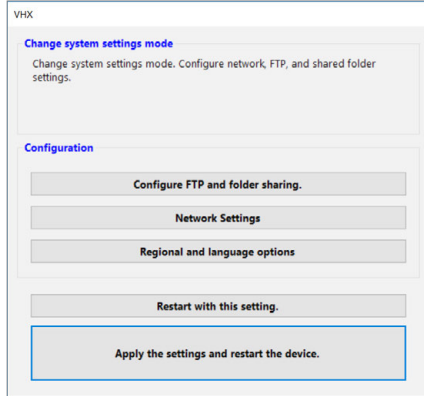 VHX
Change system settings mode
Change system settings mode. Configure network, FTP, and shared folder
settings.
Configuration
Configure FTP and folder sharing.
Network Settings
Regional and language options
Restart with this setting.
Apply the settings and restart the device.